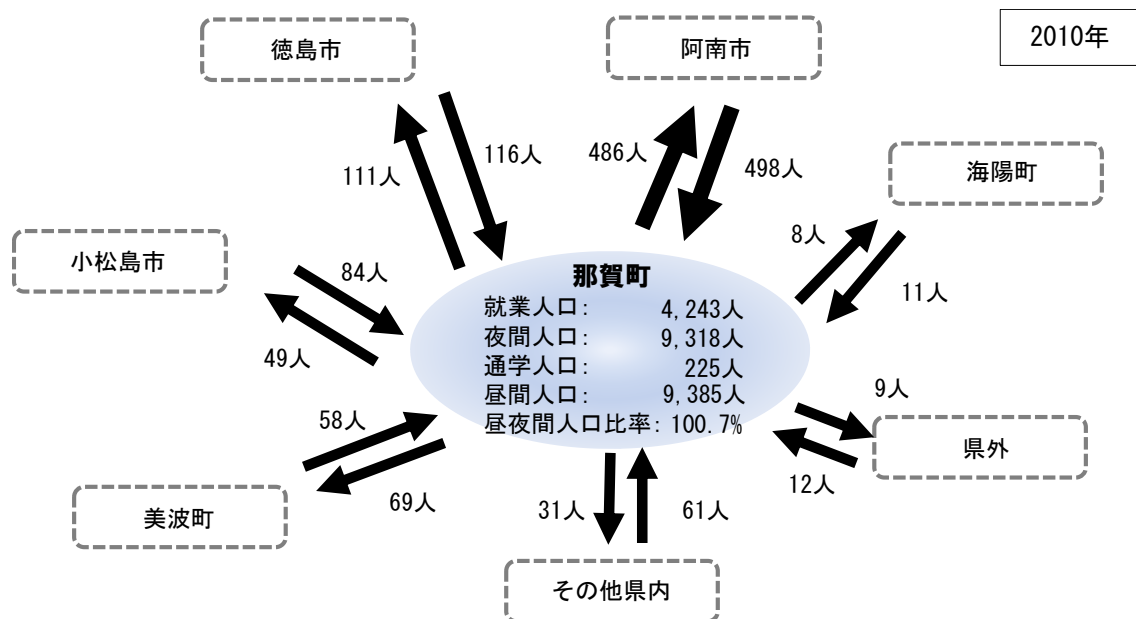 2010年
徳島市
阿南市
116人
111人
486人
498人
海陽町
8人
11人
小松島市
84人
49人
那賀町
就業人口: 4,243人
夜間人口: 9,318人
通学人口: 225人
昼間人口: 9,385人
昼夜間人口比率: 100.7%
9人
県外
12人
58人
69人
美波町
31人
61人
その他県内